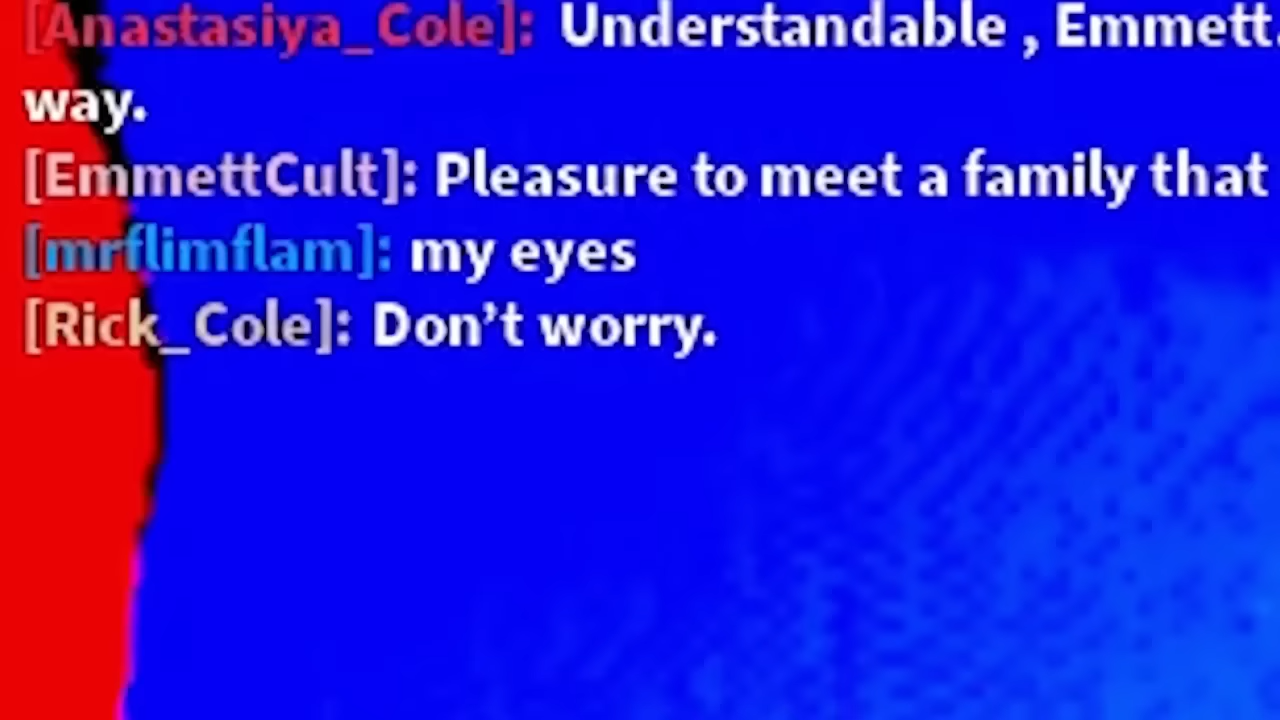 [Anastasiya_Cole]: Understandable , Emmett.
way.
[EmmettCult]: Pleasure to meet a family that
[mrflimflam]: my eyes
[Rick_Cole]: Don’t worry.